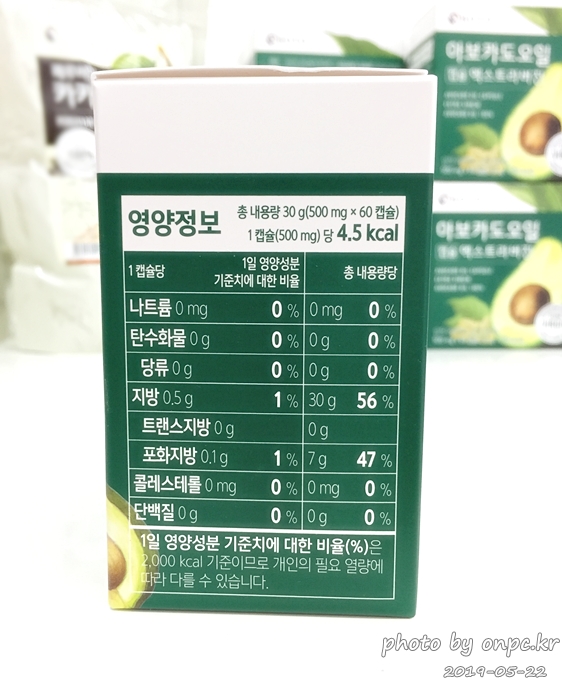 카카
아보카도오일
아보카도오일
영양정보 총 내용량 30 g(500 mg × 60 캡슐)
1 캡슐(500 mg) 당 4.5 kcal
1 캡슐당 1일 영양성분 기준치에 대한 비율 총 내용량당
나트륨 0 mg 0 % 0 mg 0 %
탄수화물 0 g 0 % 0 g 0 %
당류 0 g 0 % 0 g 0 %
지방 0.5 g 1 % 30 g 56 %
트랜스지방 0 g 0 g
포화지방 0.1 g 1 % 7 g 47 %
콜레스테롤 0 mg 0 % 0 mg 0 %
단백질 0 g 0 % 0 g 0 %
1일 영양성분 기준치에 대한 비율(%)은
2,000 kcal 기준이므로 개인의 필요 열량에
따라 다를 수 있습니다.
photo by onpc.kr
2019-05-22